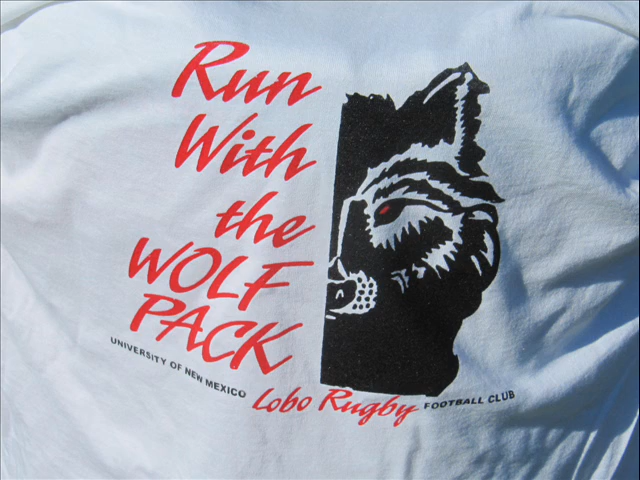 Run
With
the
WOLF
PACK
UNIVERSITY OF NEW MEXICO Lobo Rugby FOOTBALL CLUB